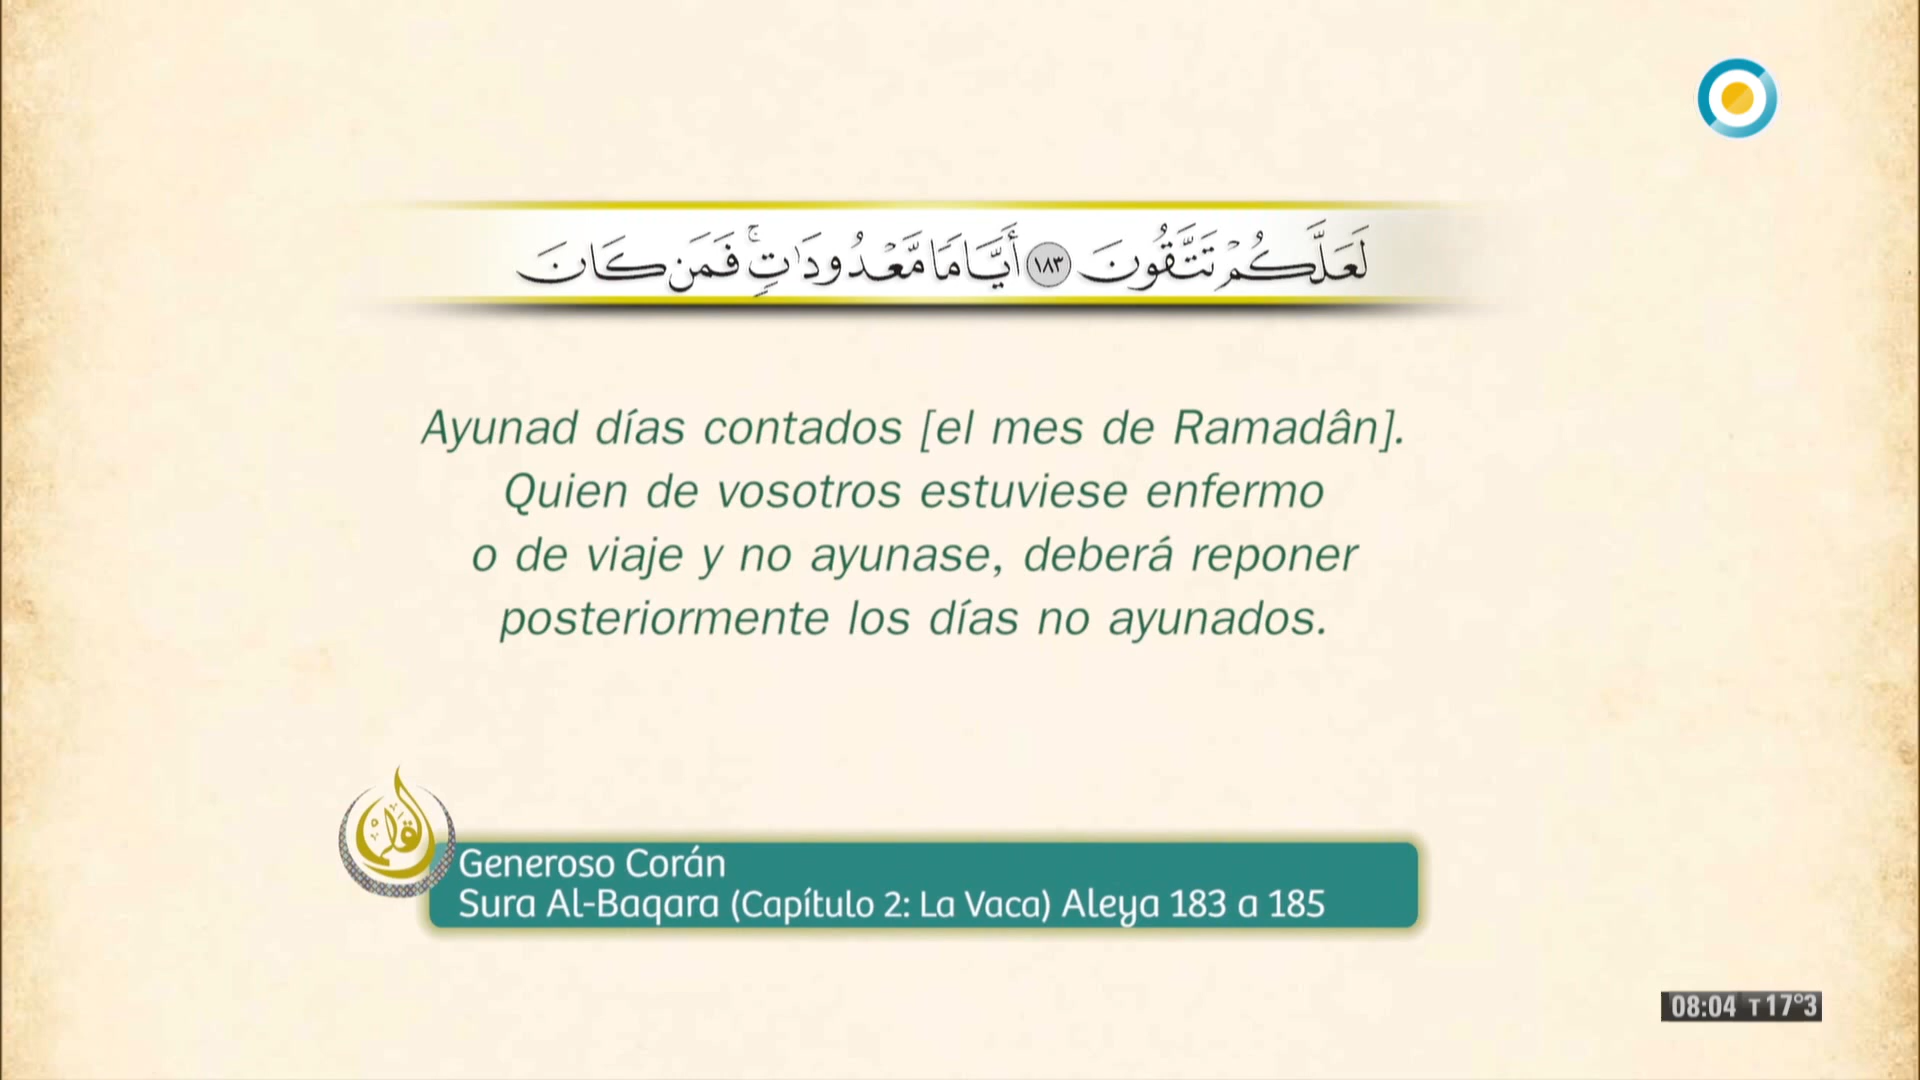 لَعَلَّكُمْ تَتَّقُونَ ١٨٣ أَيَّامًا مَّعْدُودَٰتٍ ۚ فَمَن كَانَ
Ayunad días contados [el mes de Ramadân].
Quien de vosotros estuviese enfermo
o de viaje y no ayunase, deberá reponer
posteriormente los días no ayunados.
Generoso Corán
Sura Al-Baqara (Capítulo 2: La Vaca) Aleya 183 a 185
08:04 T 17°3